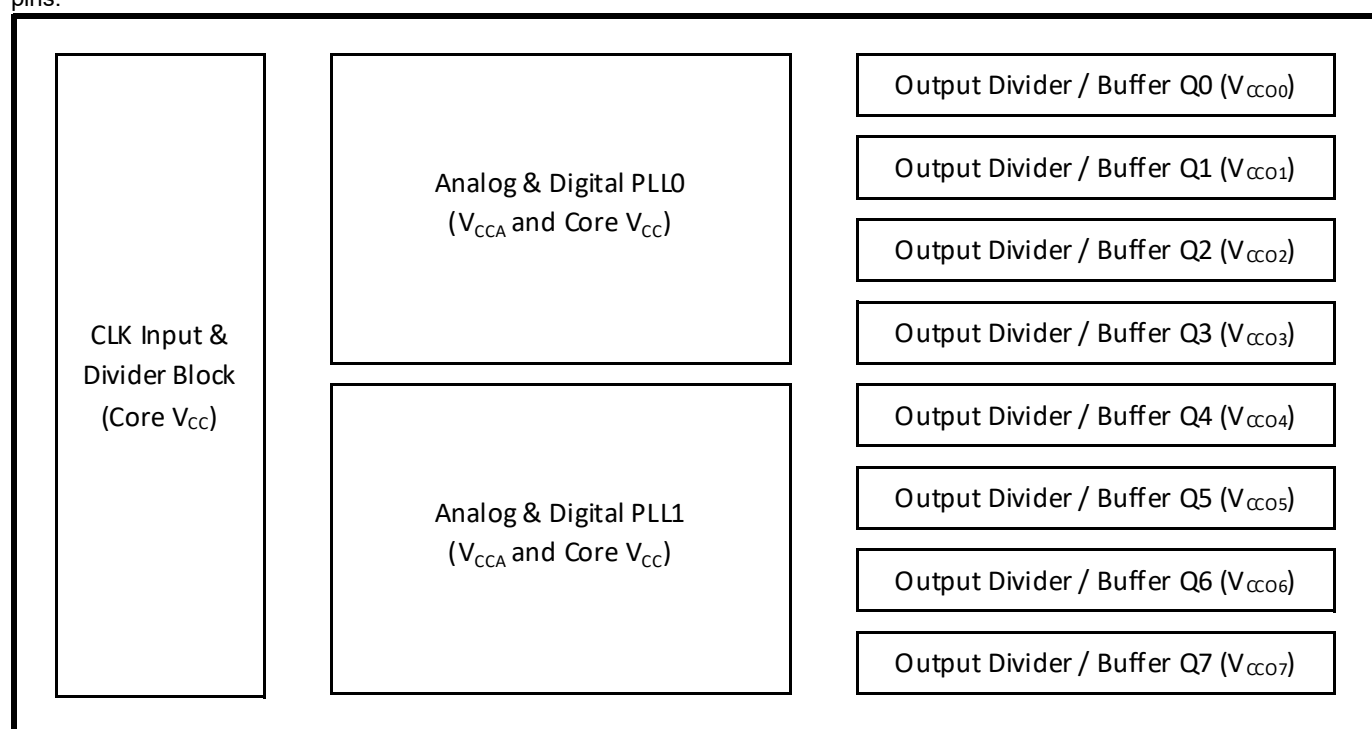 pins.
CLK Input &
Divider Block
(Core VCC)
Analog & Digital PLL0
(VCCA and Core VCC)
Analog & Digital PLL1
(VCCA and Core VCC)
Output Divider / Buffer Q0 (VCCO0)
Output Divider / Buffer Q1 (VCCO1)
Output Divider / Buffer Q2 (VCCO2)
Output Divider / Buffer Q3 (VCCO3)
Output Divider / Buffer Q4 (VCCO4)
Output Divider / Buffer Q5 (VCCO5)
Output Divider / Buffer Q6 (VCCO6)
Output Divider / Buffer Q7 (VCCO7)